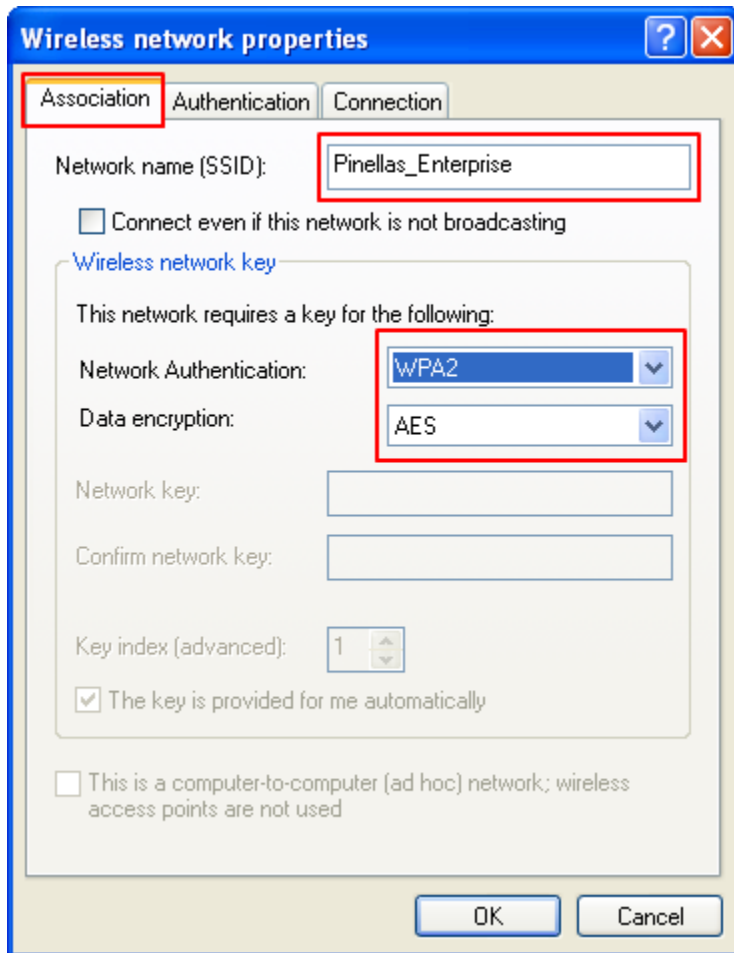 Wireless network properties
Association Authentication Connection
Network name (SSID): Pinellas_Enterprise
Connect even if this network is not broadcasting
Wireless network key
This network requires a key for the following:
Network Authentication: WPA2
Data encryption: AES
Network key:
Confirm network key:
Key index (advanced): 1
The key is provided for me automatically
This is a computer-to-computer (ad hoc) network; wireless
access points are not used
OK Cancel